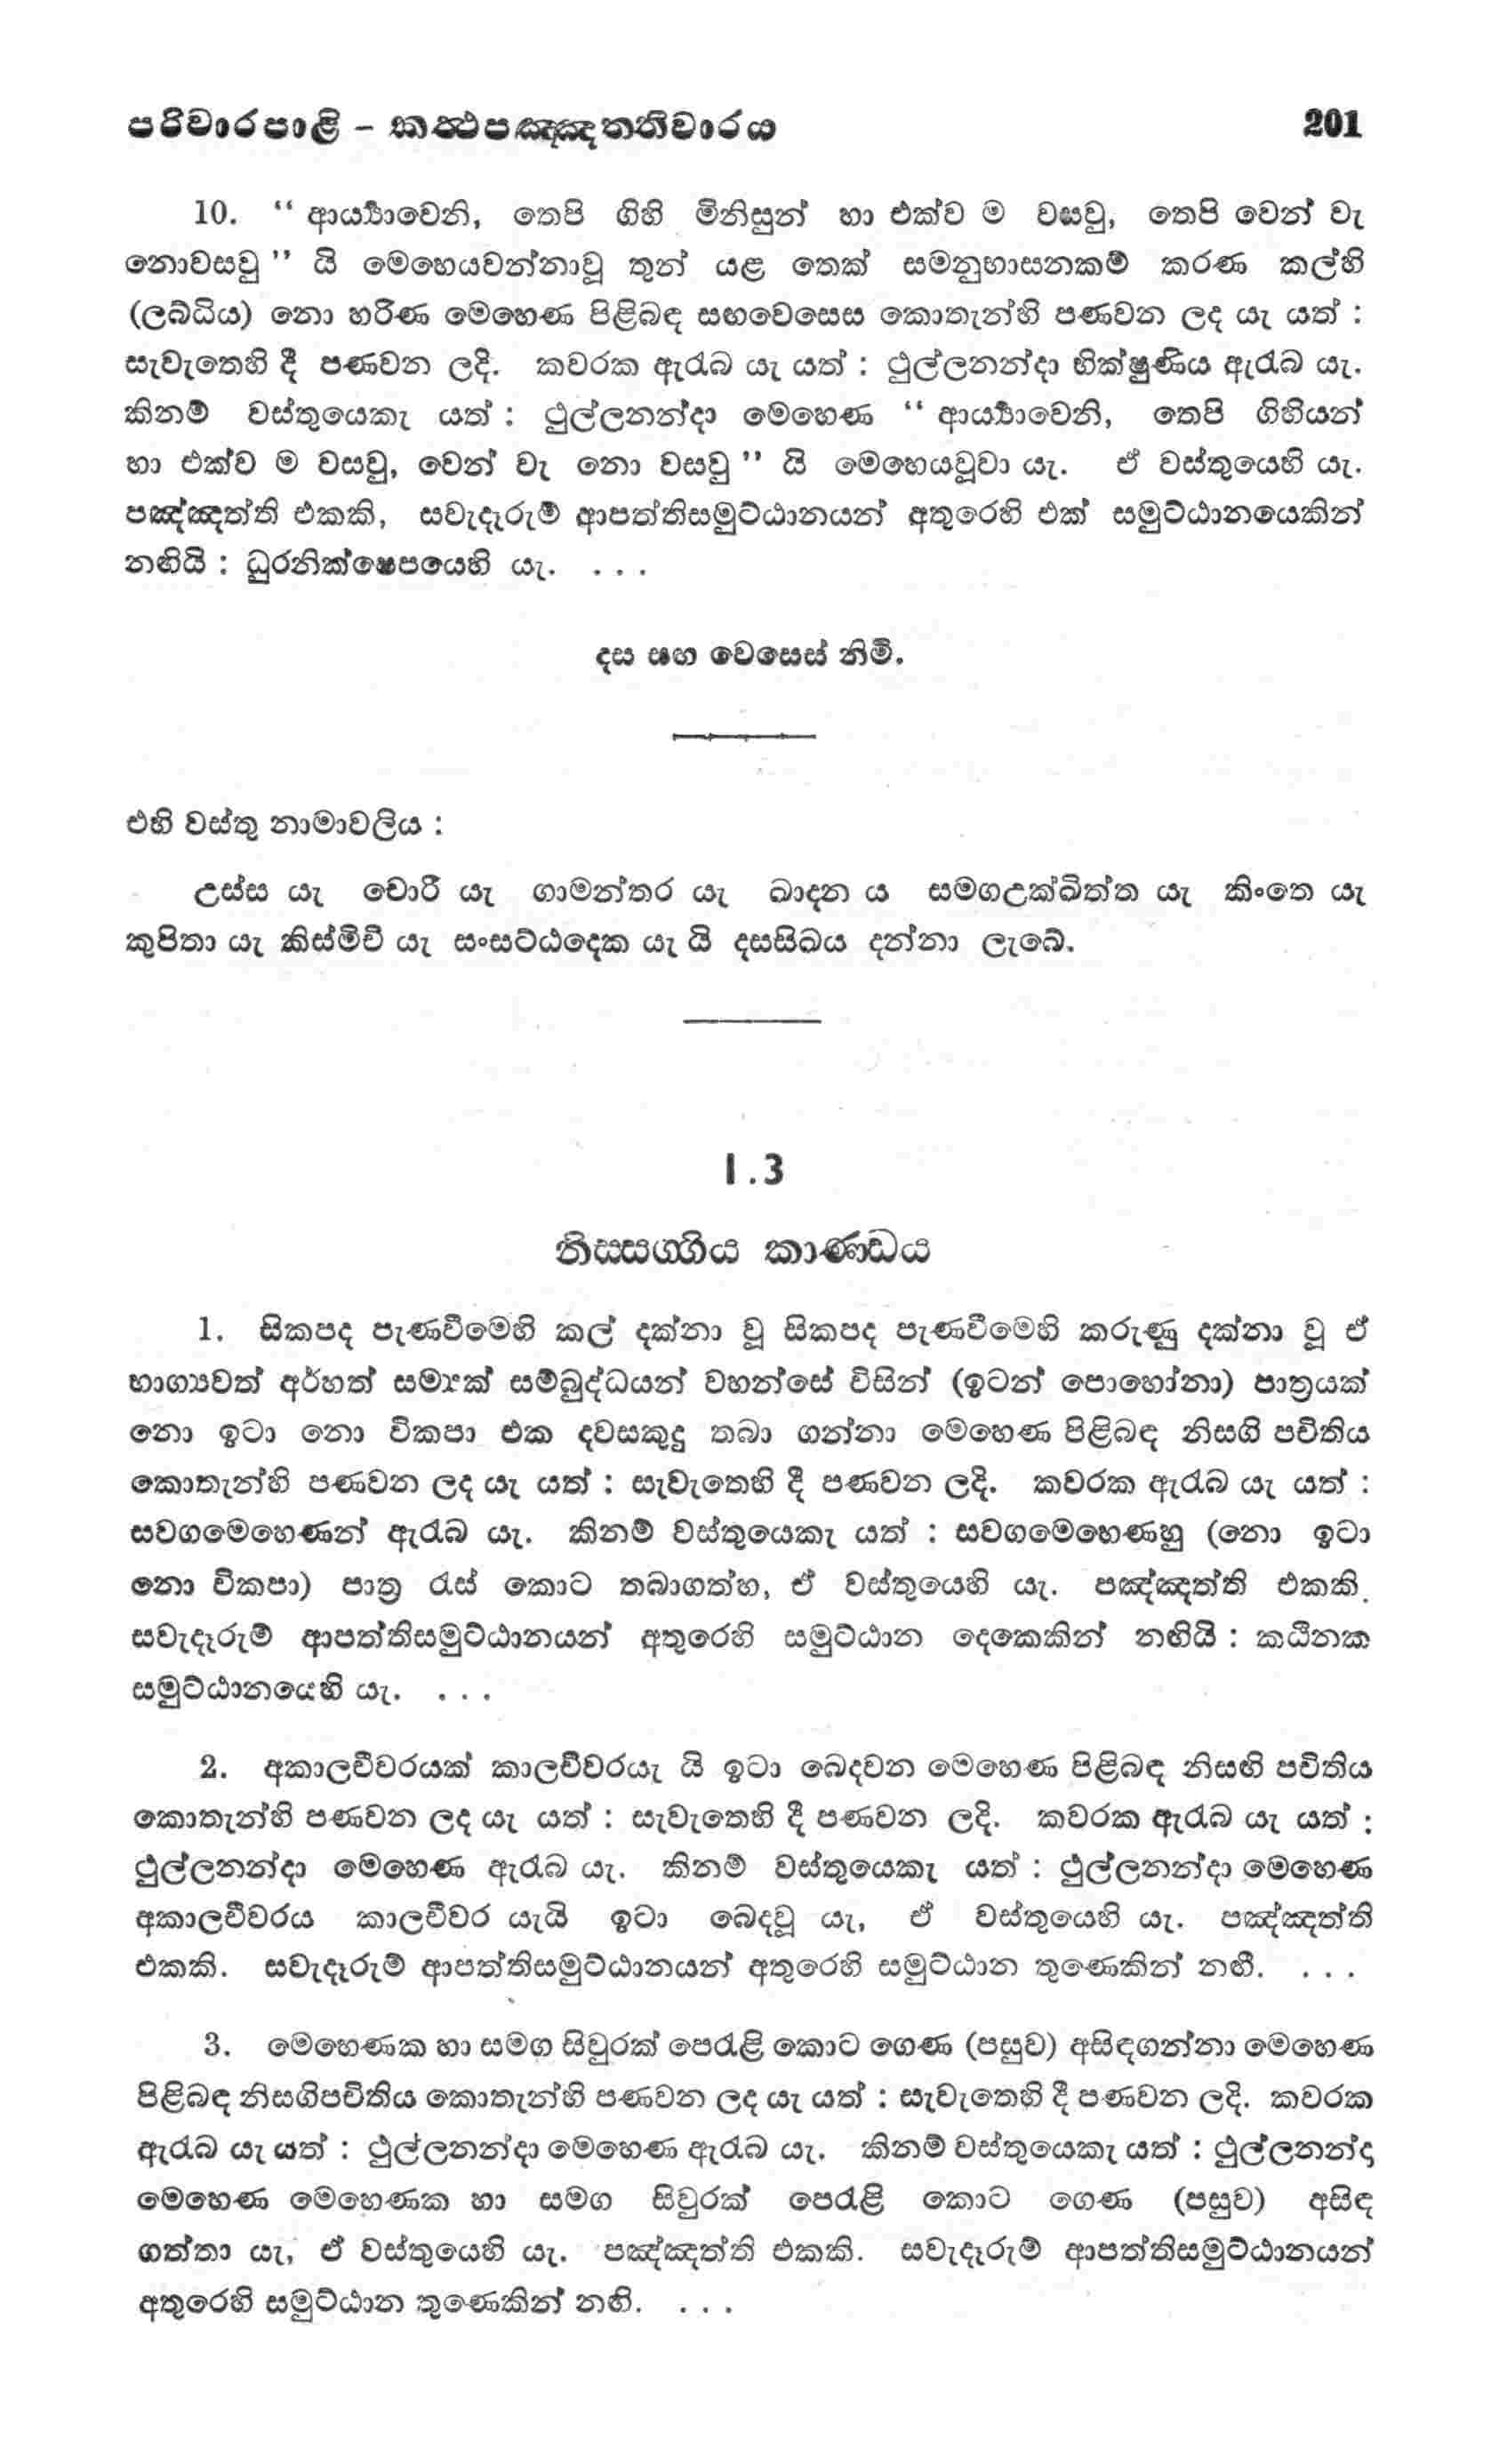 පරිවාරපාළි – කත්ථපඤ්ඤත්තිවාරය 201
10. “ ආර්‍ය්‍යාවෙනි, තෙපි ගිහි මිනිසුන් හා එක්ව ම වසවු, තෙපි වෙන් වැ
නොවසවු ” යි මෙහෙයවන්නාවූ තුන් යළ තෙක් සමනුභාසනකම් කරණ කල්හි
(ලබ්ධිය) නො හරිණ මෙහෙණ පිළිබඳ සඟවෙසෙස කොතැන්හි පණවන ලද යැ යත් :
සැවැතෙහි දී පණවන ලදි. කවරක ඇරැබ යැ යත් : ථුල්ලනන්දා භික්ෂුණිය ඇරැබ යැ.
කිනම් වස්තුයෙකැ යත් : ථුල්ලනන්දා මෙහෙණ “ ආර්‍ය්‍යාවෙනි, තෙපි ගිහියන්
හා එක්ව ම වසවු, වෙන් වැ නො වසවු ” යි මෙහෙයවූවා යැ. ඒ වස්තුයෙහි යැ.
පඤ්ඤත්ති එකකි, සවැදෑරුම් ආපත්තිසමුට්ඨානයන් අතුරෙහි එක් සමුට්ඨානයෙකින්
නඟියි : ධුරනික්ෂෙපයෙහි යැ. . . .
දස සඟ වෙසෙස් නිමි.
එහි වස්තු නාමාවලිය :
උස්ස යැ චොරි යැ ගාමන්තර යැ ඛාදන ය සමගඋක්ඛිත්ත යැ කිංතෙ යැ
කුපිතා යැ කිස්මිචි යැ සංසට්ඨදෙක යැ යි දසසිඛය දන්නා ලැබේ.
1.3
නිස්සග්ගිය කාණ්ඩය
1. සිකපද පැණවීමෙහි කල් දක්නා වූ සිකපද පැණවීමෙහි කරුණු දක්නා වූ ඒ
භාග්‍යවත් අර්හත් සම්‍යක් සම්බුද්ධයන් වහන්සේ විසින් (ඉටන් පොහෝනා) පාත්‍රයක්
නො ඉටා නො විකපා එක දවසකුදු තබා ගන්නා මෙහෙණ පිළිබඳ නිසගි පචිතිය
කොතැන්හි පණවන ලද යැ යත් : සැවැතෙහි දී පණවන ලදි. කවරක ඇරැබ යැ යත් :
සවගමෙහෙණන් ඇරැබ යැ. කිනම් වස්තුයෙකැ යත් : සවගමෙහෙණහු (නො ඉටා
නො විකපා) පාත්‍ර රැස් කොට තබාගත්හ, ඒ වස්තුයෙහි යැ. පඤ්ඤත්ති එකකි.
සවැදෑරුම් ආපත්තිසමුට්ඨානයන් අතුරෙහි සමුට්ඨාන දෙකෙකින් නඟියි : කඨිනක
සමුට්ඨානයෙහි යැ. . . .
2. අකාලචීවරයක් කාලචීවරයැ යි ඉටා බෙදවන මෙහෙණ පිළිබඳ නිසඟි පචිතිය
කොතැන්හි පණවන ලද යැ යත් : සැවැතෙහි දී පණවන ලදි. කවරක ඇරැබ යැ යත් :
ථුල්ලනන්දා මෙහෙණ ඇරැබ යැ. කිනම් වස්තුයෙකැ යත් : ථුල්ලනන්දා මෙහෙණ
අකාලචීවරය කාලචීවර යැයි ඉටා බෙදවූ යැ, ඒ වස්තුයෙහි යැ. පඤ්ඤත්ති
එකකි. සවැදෑරුම් ආපත්තිසමුට්ඨානයන් අතුරෙහි සමුට්ඨාන තුණෙකින් නඟී. . . .
3. මෙහෙණක හා සමග සිවුරක් පෙරැළි කොට ගෙණ (පසුව) අසිඳගන්නා මෙහෙණ
පිළිබඳ නිසගිපචිතිය කොතැන්හි පණවන ලද යැ යත් : සැවැතෙහි දී පණවන ලදි. කවරක
ඇරැබ යැ යත් : ථුල්ලනන්දා මෙහෙණ ඇරැබ යැ. කිනම් වස්තුයෙකැ යත් : ථුල්ලනන්දා
මෙහෙණ මෙහෙණක හා සමග සිවුරක් පෙරැළි කොට ගෙණ (පසුව) අසිඳ
ගත්තා යැ, ඒ වස්තුයෙහි යැ. පඤ්ඤත්ති එකකි. සවැදෑරුම් ආපත්තිසමුට්ඨානයන්
අතුරෙහි සමුට්ඨාන තුණෙකින් නඟි. . . .